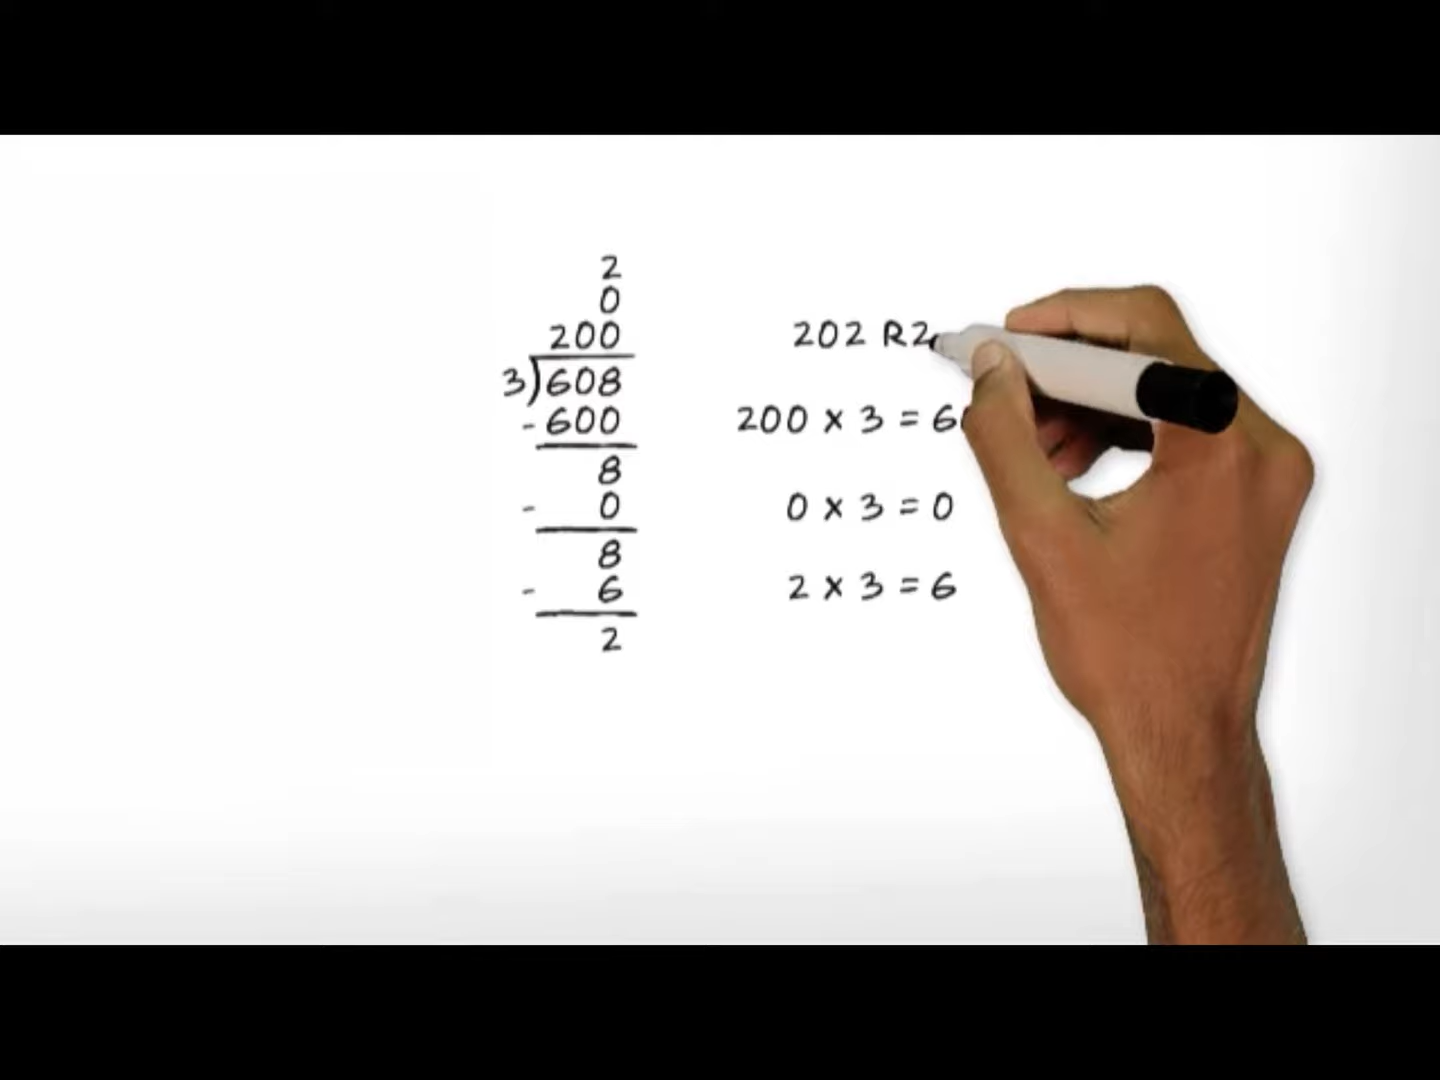 2
0
200
3)608
-600
8
- 0
8
- 6
2
202 R2
200 x 3 = 6
0 x 3 = 0
2 x 3 = 6